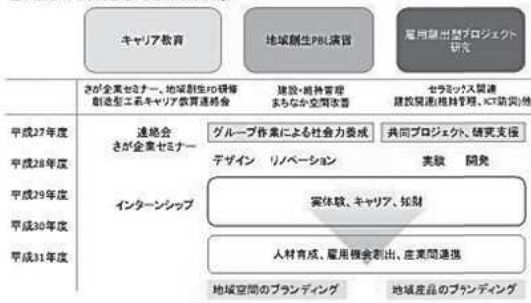 キャリア教育
地域創生PBL演習
雇用創出型プロジェクト
研究
さが企業セミナー、地域創生FD研修
創造型工系キャリア教育連絡会
建設・維持管理
まちなか空間改善
セラミックス関連
建設関連(維持管理、ICT防災)他
平成27年度
連絡会
さが企業セミナー
グループ作業による社会力養成
共同プロジェクト、研究支援
平成28年度
デザイン リノベーション
実験 開発
平成29年度
インターンシップ
実体験、キャリア、知財
平成30年度
平成31年度
人材育成、雇用機会創出、産業間連携
地域空間のブランディング
地域産品のブランディング